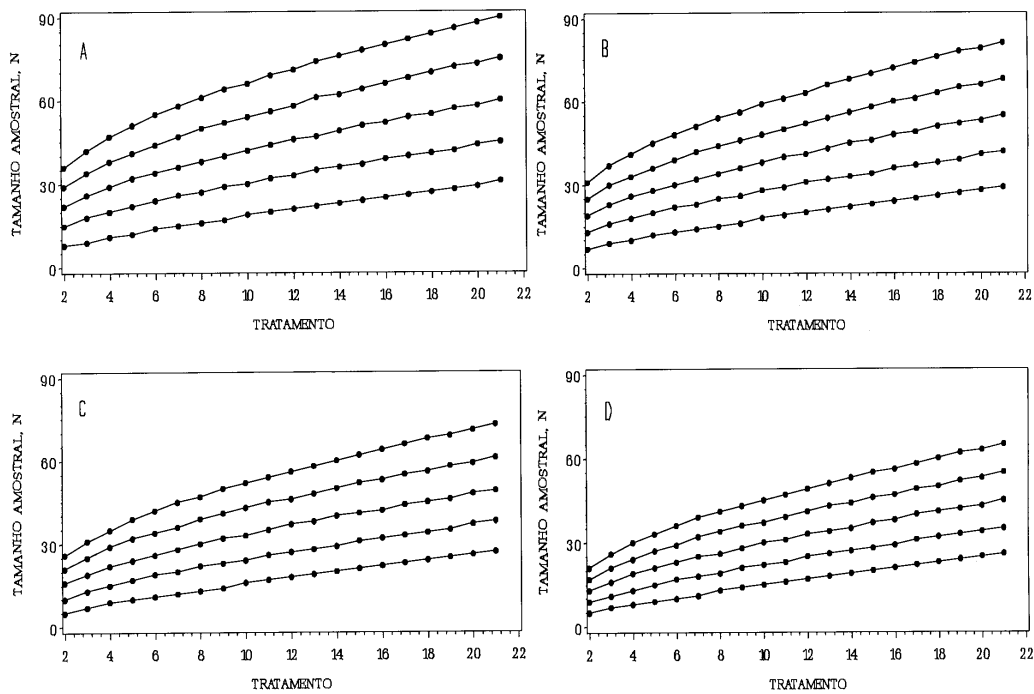 A
TAMANHO AMOSTRAL, N
90
60
30
0
2 4 6 8 10 12 14 16 18 20 22
TRATAMENTO
B
TAMANHO AMOSTRAL, N
90
60
30
0
2 4 6 8 10 12 14 16 18 20 22
TRATAMENTO
C
TAMANHO AMOSTRAL, N
90
60
30
0
2 4 6 8 10 12 14 16 18 20 22
TRATAMENTO
D
TAMANHO AMOSTRAL, N
90
60
30
0
2 4 6 8 10 12 14 16 18 20 22
TRATAMENTO